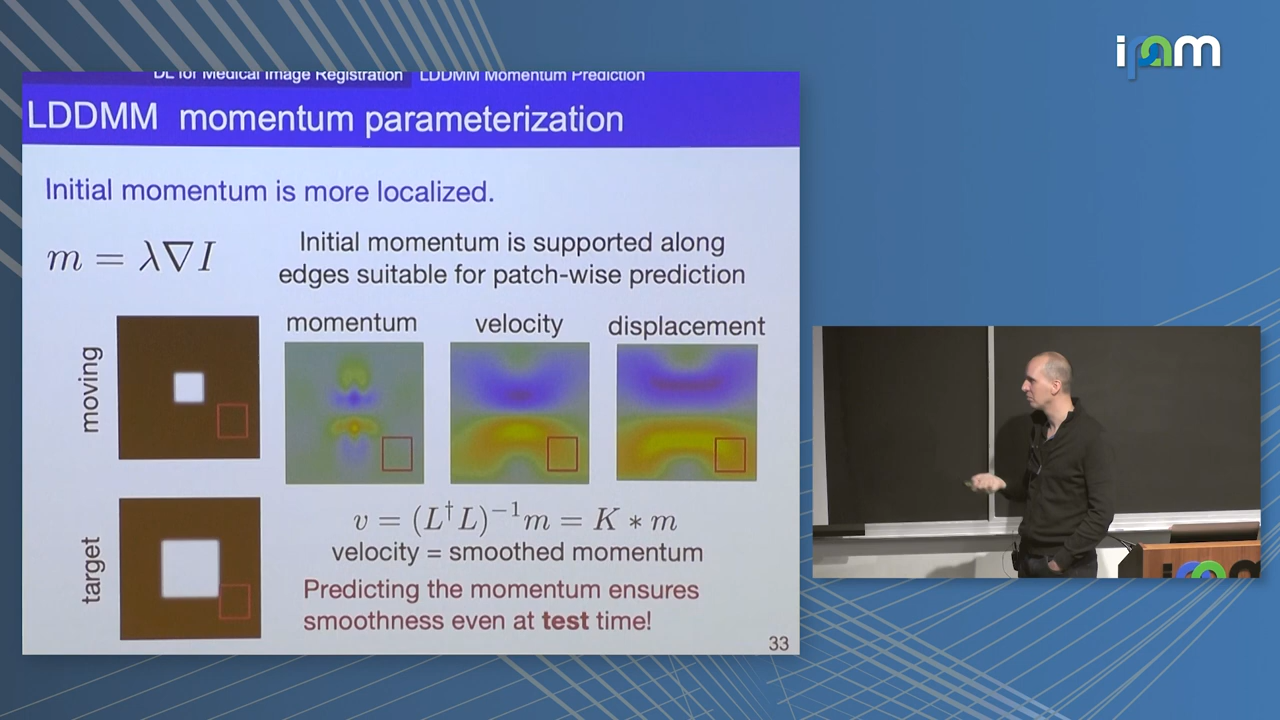 ipam
DL for Medical Image Registration LDDMM Momentum Prediction
LDDMM momentum parameterization
Initial momentum is more localized.
m = λ∇I
Initial momentum is supported along
edges suitable for patch-wise prediction
momentum velocity displacement
moving
target
v = (L†L)⁻¹m = K ∗ m
velocity = smoothed momentum
Predicting the momentum ensures
smoothness even at test time!
33